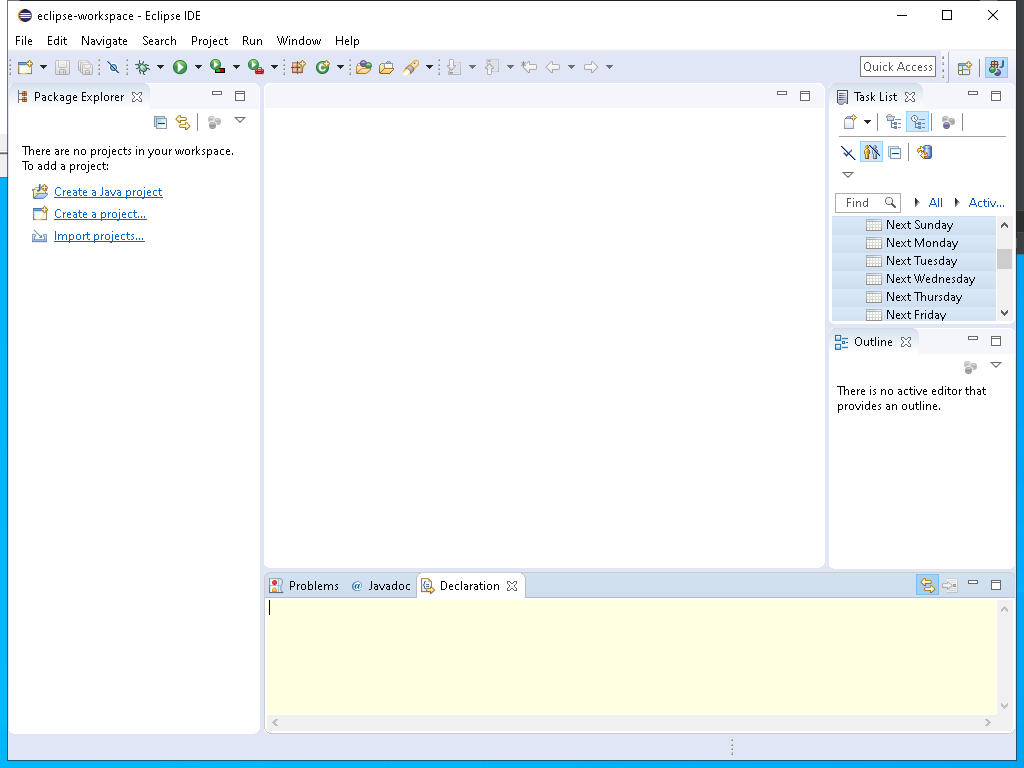 eclipse-workspace - Eclipse IDE
File Edit Navigate Search Project Run Window Help
Quick Access
Package Explorer
There are no projects in your workspace.
To add a project:
Create a Java project
Create a project...
Import projects...
Task List
Find All Activ...
Next Sunday
Next Monday
Next Tuesday
Next Wednesday
Next Thursday
Next Friday
Outline
There is no active editor that
provides an outline.
Problems @ Javadoc Declaration